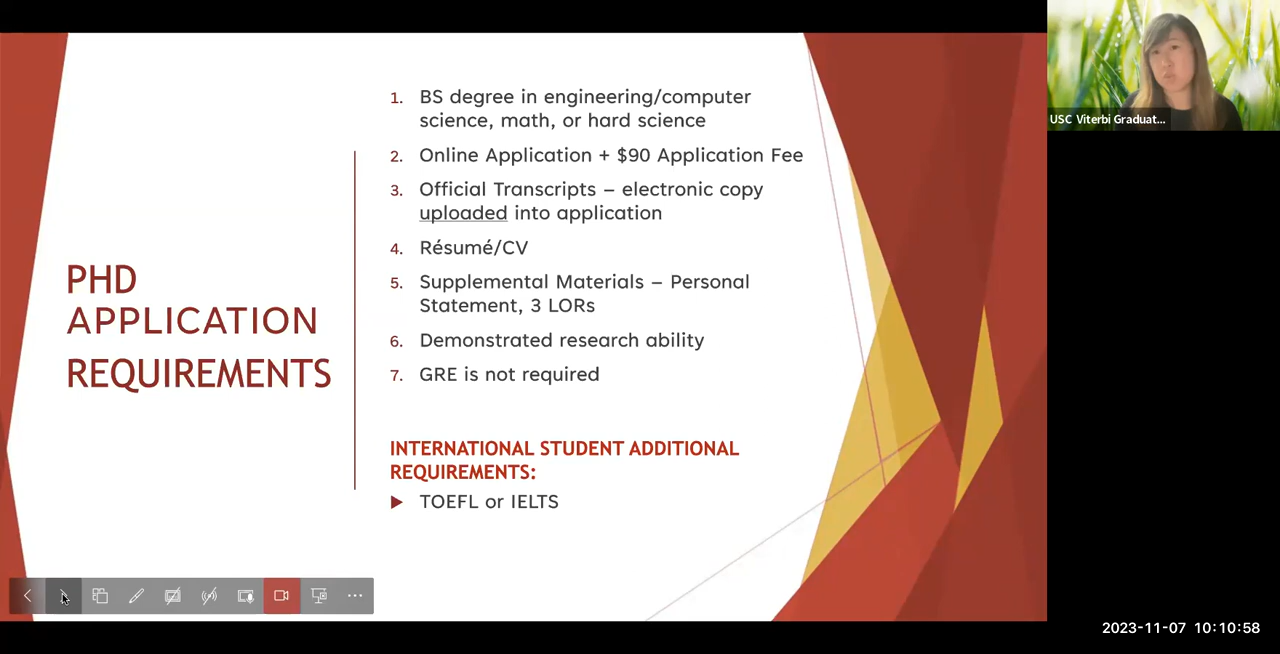 USC Viterbi Graduat...
PHD
APPLICATION
REQUIREMENTS
1. BS degree in engineering/computer
science, math, or hard science
2. Online Application + $90 Application Fee
3. Official Transcripts – electronic copy
uploaded into application
4. Résumé/CV
5. Supplemental Materials – Personal
Statement, 3 LORs
6. Demonstrated research ability
7. GRE is not required
INTERNATIONAL STUDENT ADDITIONAL
REQUIREMENTS:
TOEFL or IELTS
2023-11-07 10:10:58